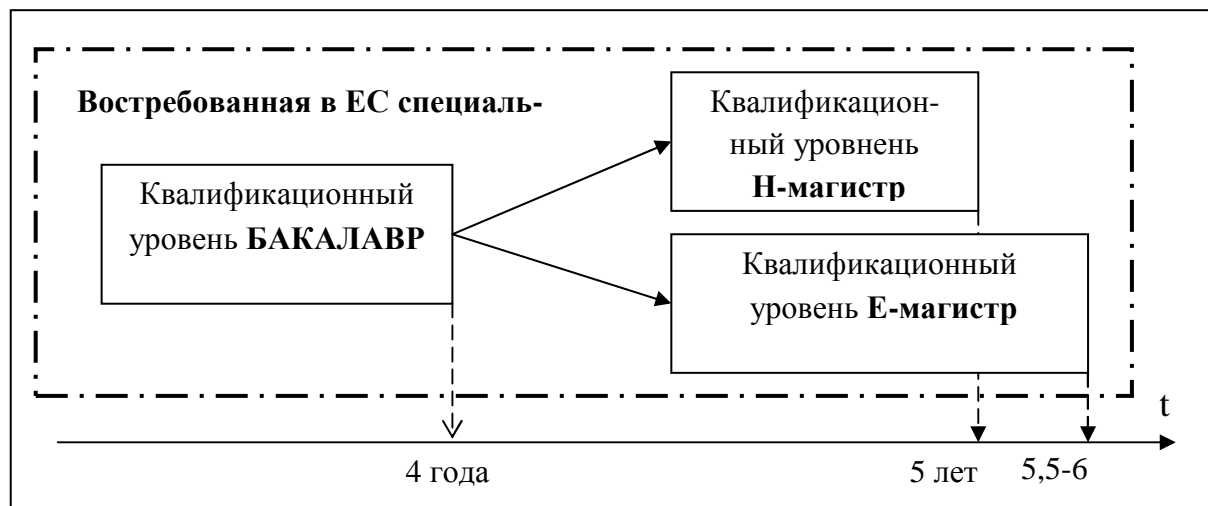 Востребованная в ЕС специаль-
Квалификационный
уровень БАКАЛАВР
Квалификацион-
ный уровнень
Н-магистр
Квалификационный
уровень Е-магистр
t
4 года
5 лет
5,5-6